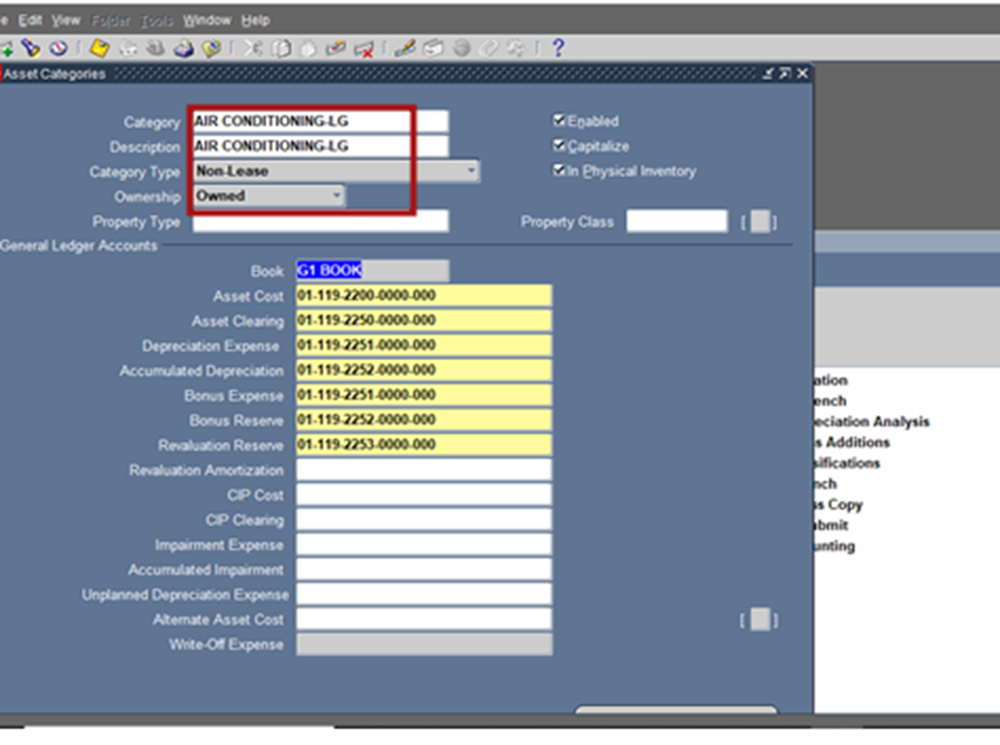 e Edit View Folder Tools Window Help
?
Asset Categories
Category AIR CONDITIONING-LG
Enabled
Description AIR CONDITIONING-LG
Capitalize
Category Type Non-Lease
In Physical Inventory
Ownership Owned
Property Type
Property Class [ ]
General Ledger Accounts
Book G1 BOOK
Asset Cost 01-119-2200-0000-000
Asset Clearing 01-119-2250-0000-000
Depreciation Expense 01-119-2251-0000-000
Accumulated Depreciation 01-119-2252-0000-000
Bonus Expense 01-119-2251-0000-000
Bonus Reserve 01-119-2252-0000-000
Revaluation Reserve 01-119-2253-0000-000
Revaluation Amortization
CIP Cost
CIP Clearing
Impairment Expense
Accumulated Impairment
Unplanned Depreciation Expense
Alternate Asset Cost [ ]
Write-Off Expense
ation
ench
eciation Analysis
s Additions
sifications
nch
ss Copy
ubmit
unting